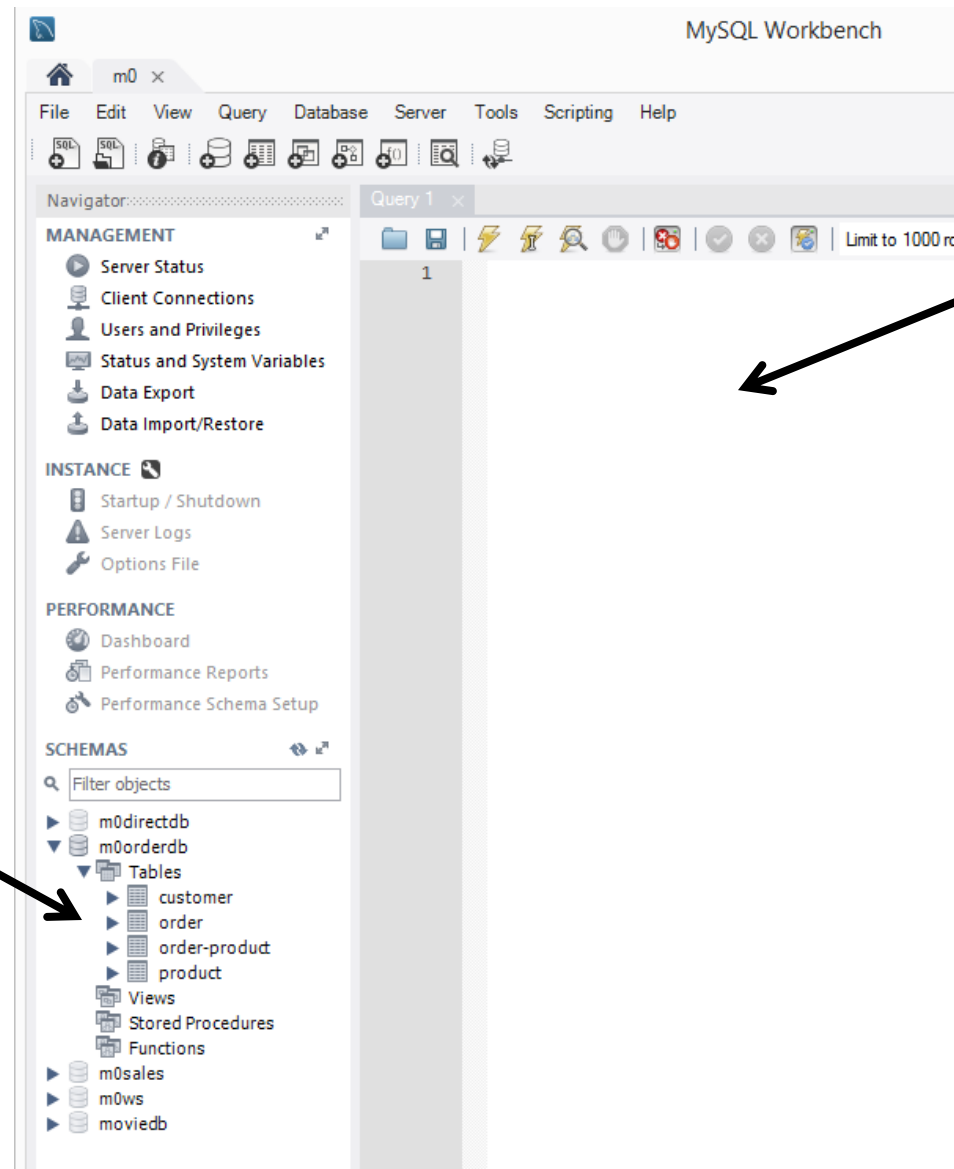 MySQL Workbench
m0
File Edit View Query Database Server Tools Scripting Help
SQL SQL
Navigator
Query 1
MANAGEMENT
Limit to 1000 ro
Server Status
1
Client Connections
Users and Privileges
Status and System Variables
Data Export
Data Import/Restore
INSTANCE
Startup / Shutdown
Server Logs
Options File
PERFORMANCE
Dashboard
Performance Reports
Performance Schema Setup
SCHEMAS
Filter objects
m0directdb
m0orderdb
Tables
customer
order
order-product
product
Views
Stored Procedures
Functions
m0sales
m0ws
moviedb